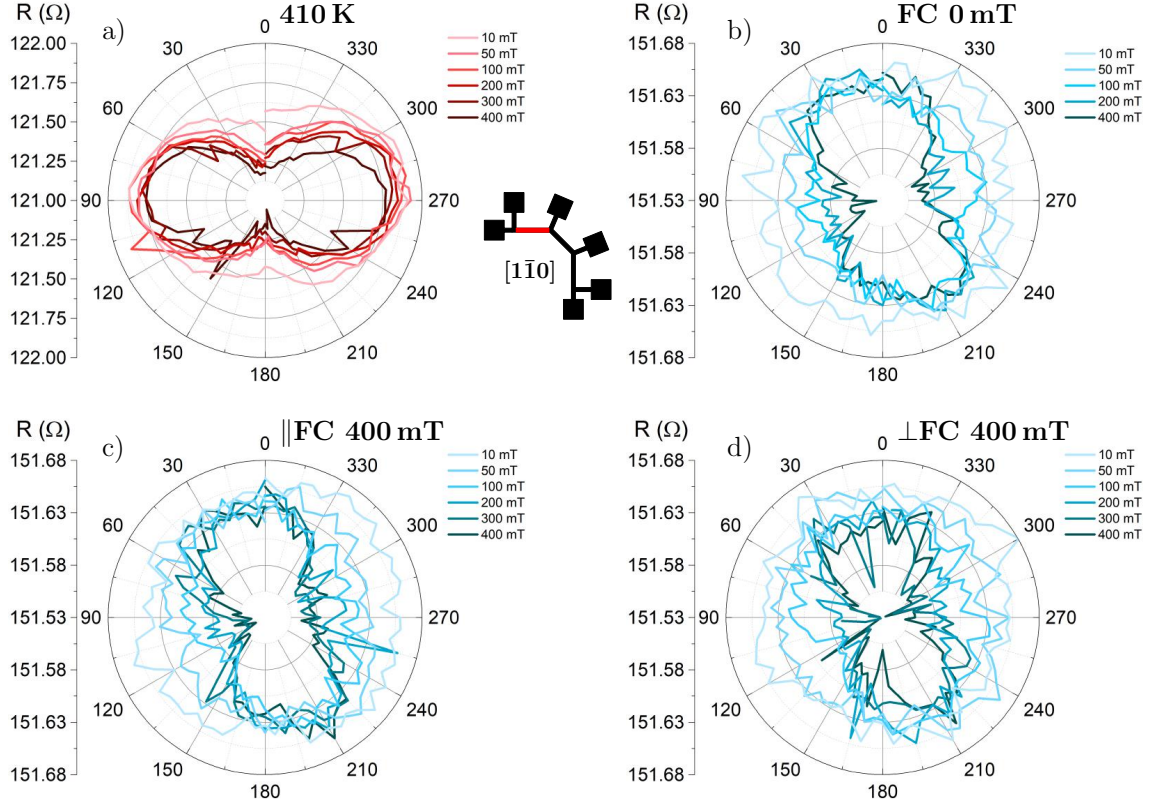 R (Ω)
a)
410 K
0
330
300
270
240
210
180
150
120
90
60
30
122.00
121.75
121.50
121.25
121.00
121.25
121.50
121.75
122.00
10 mT
50 mT
100 mT
200 mT
300 mT
400 mT
[11̄0]
R (Ω)
b)
FC 0 mT
0
330
300
270
240
210
180
150
120
90
60
30
151.68
151.63
151.58
151.53
151.58
151.63
151.68
10 mT
50 mT
100 mT
200 mT
400 mT
R (Ω)
c)
∥FC 400 mT
0
330
300
270
240
210
180
150
120
90
60
30
151.68
151.63
151.58
151.53
151.58
151.63
151.68
10 mT
50 mT
100 mT
200 mT
300 mT
400 mT
R (Ω)
d)
⊥FC 400 mT
0
330
300
270
240
210
180
150
120
90
60
30
151.68
151.63
151.58
151.53
151.58
151.63
151.68
10 mT
50 mT
100 mT
200 mT
300 mT
400 mT